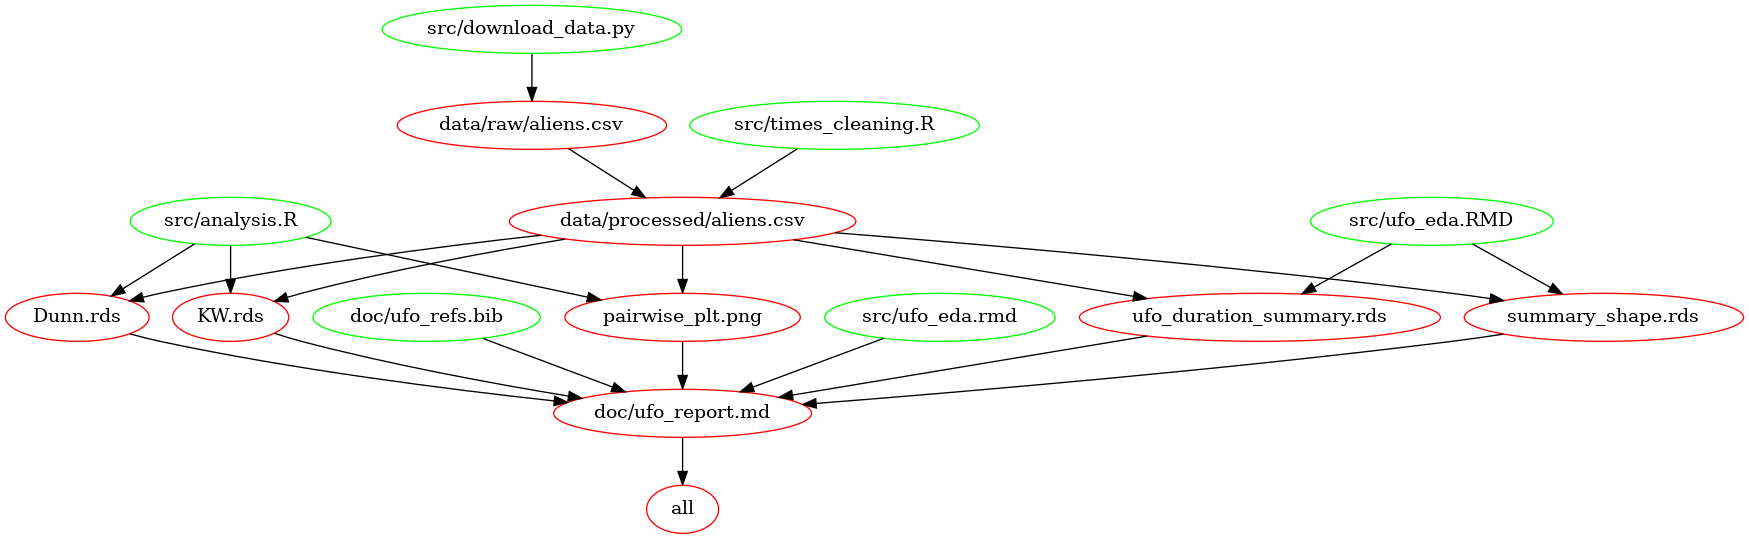 src/download_data.py
data/raw/aliens.csv
src/times_cleaning.R
src/analysis.R
data/processed/aliens.csv
src/ufo_eda.RMD
Dunn.rds
KW.rds
doc/ufo_refs.bib
pairwise_plt.png
src/ufo_eda.rmd
ufo_duration_summary.rds
summary_shape.rds
doc/ufo_report.md
all